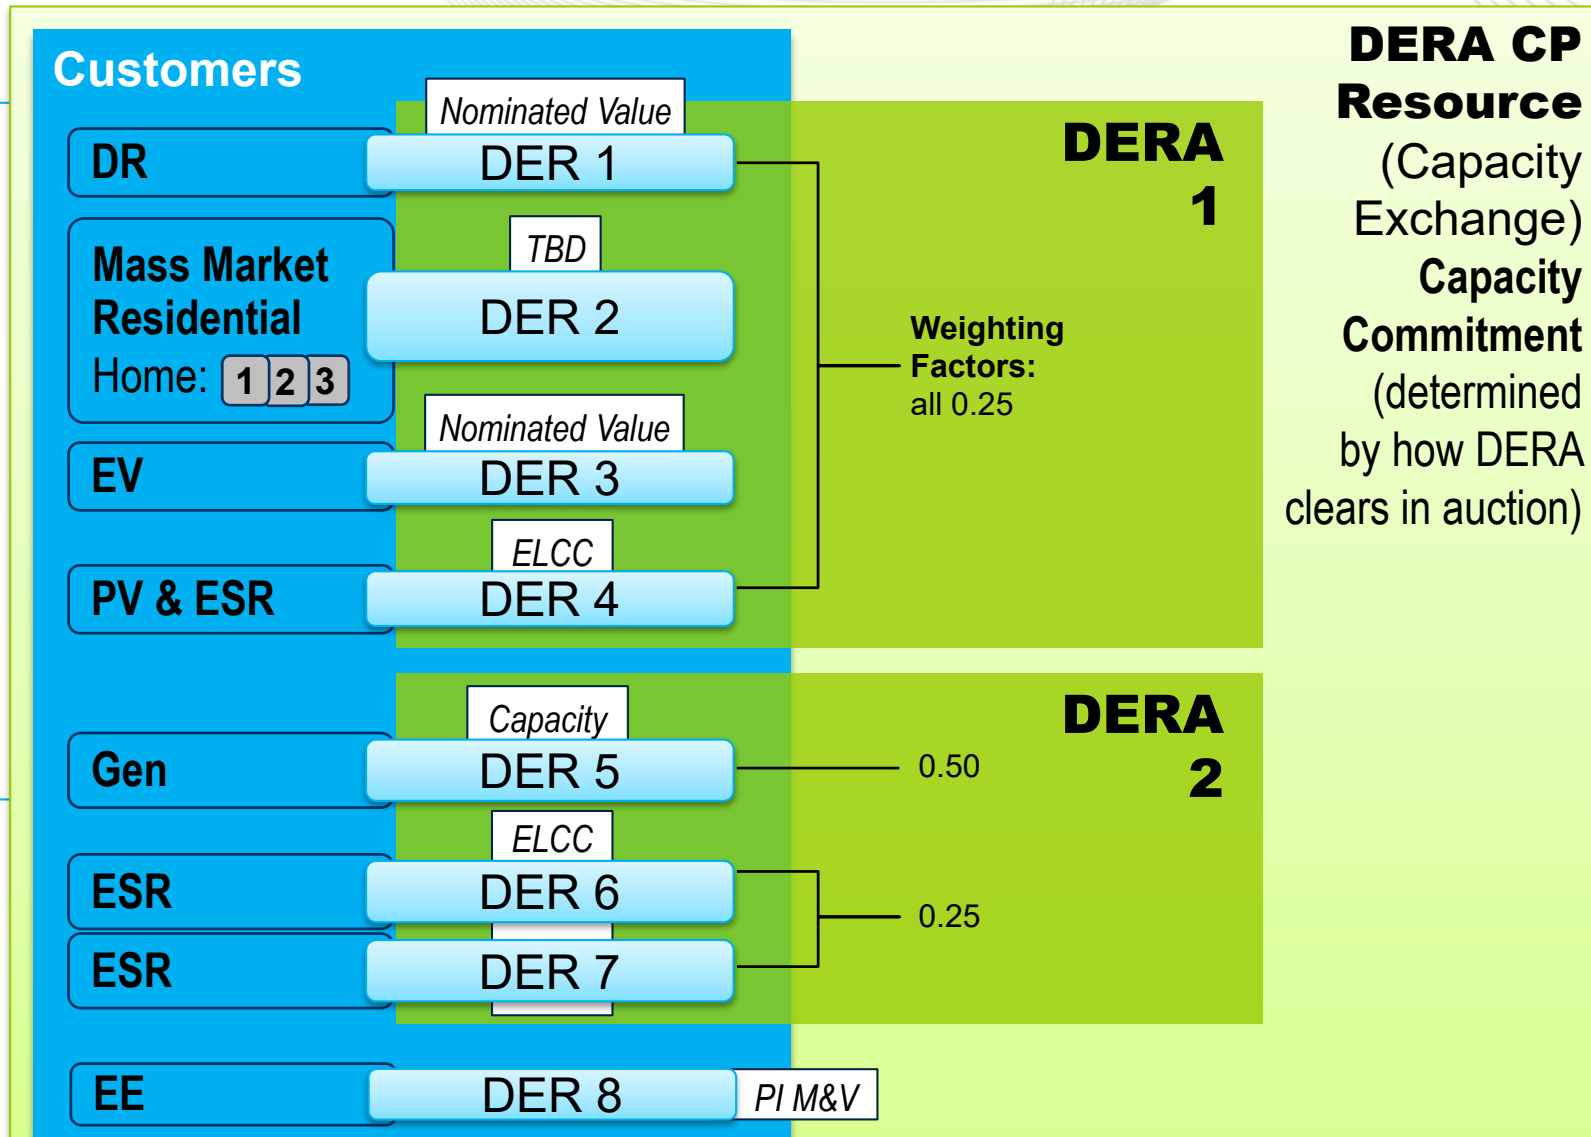 Customers
Nominated Value
DR
DER 1
Mass Market
Residential
Home: 1 2 3
TBD
DER 2
Nominated Value
EV
DER 3
ELCC
PV & ESR
DER 4
Weighting
Factors:
all 0.25
DERA
1
Capacity
Gen
DER 5
0.50
ELCC
ESR
DER 6
ESR
DER 7
0.25
DERA
2
EE
DER 8
PI M&V
DERA CP
Resource
(Capacity
Exchange)
Capacity
Commitment
(determined
by how DERA
clears in auction)